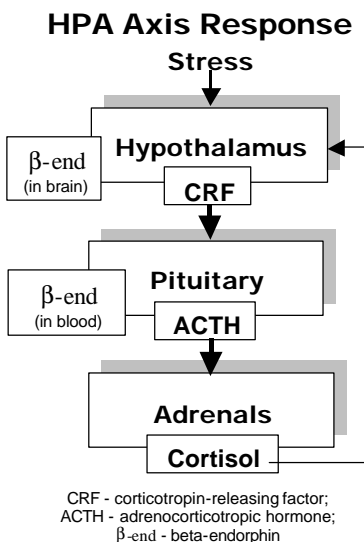 HPA Axis Response
Stress
Hypothalamus
β-end
(in brain)
CRF
Pituitary
β-end
(in blood)
ACTH
Adrenals
Cortisol
CRF - corticotropin-releasing factor;
ACTH - adrenocorticotropic hormone;
β-end - beta-endorphin